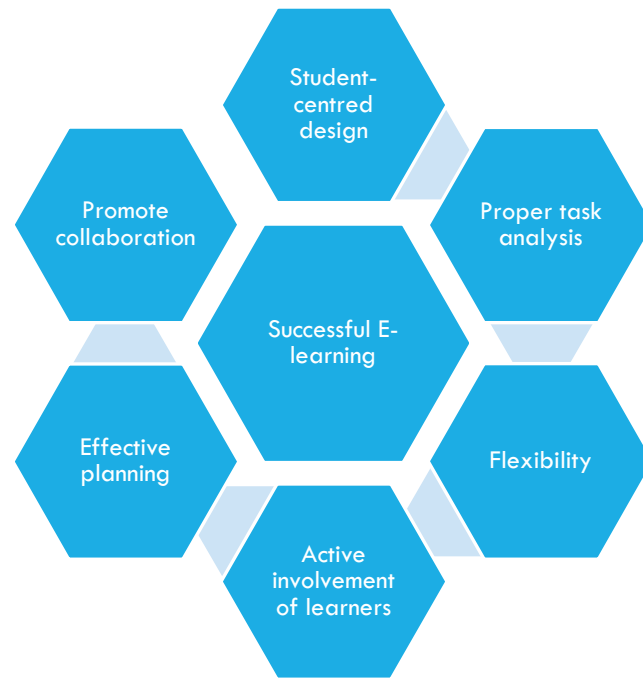 Student-
centred
design
Proper task
analysis
Flexibility
Active
involvement
of learners
Effective
planning
Promote
collaboration
Successful E-
learning